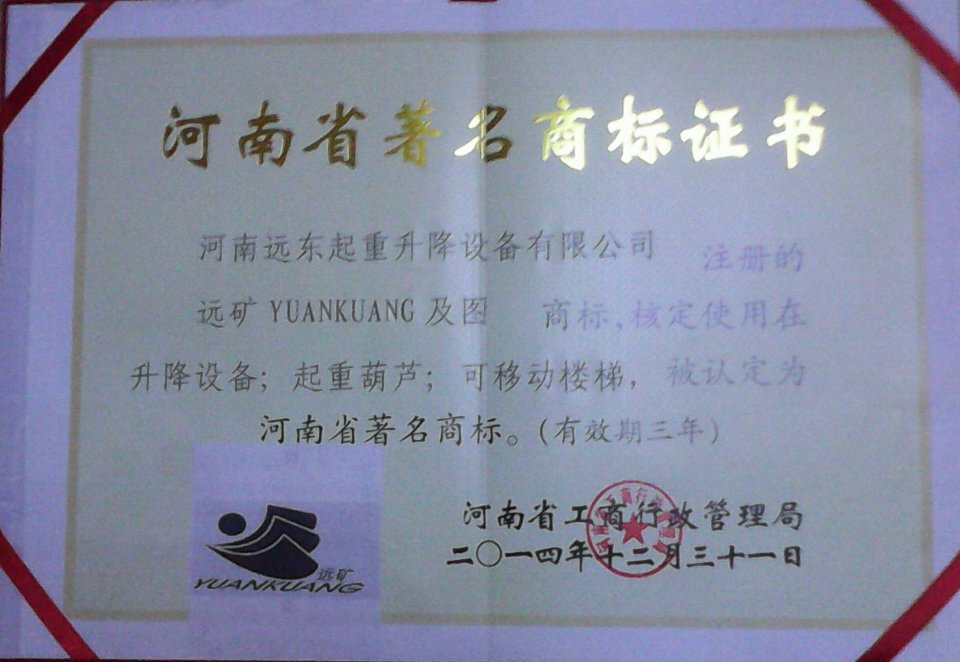 河南省著名商标证书
河南远东起重升降设备有限公司 注册的
远矿 YUANKUANG 及图 商标,核定使用在
升降设备；起重葫芦；可移动楼梯，被认定为
河南省著名商标。(有效期三年)
远矿
YUANKUANG
河南省工商行政管理局
二〇一四年十二月三十一日